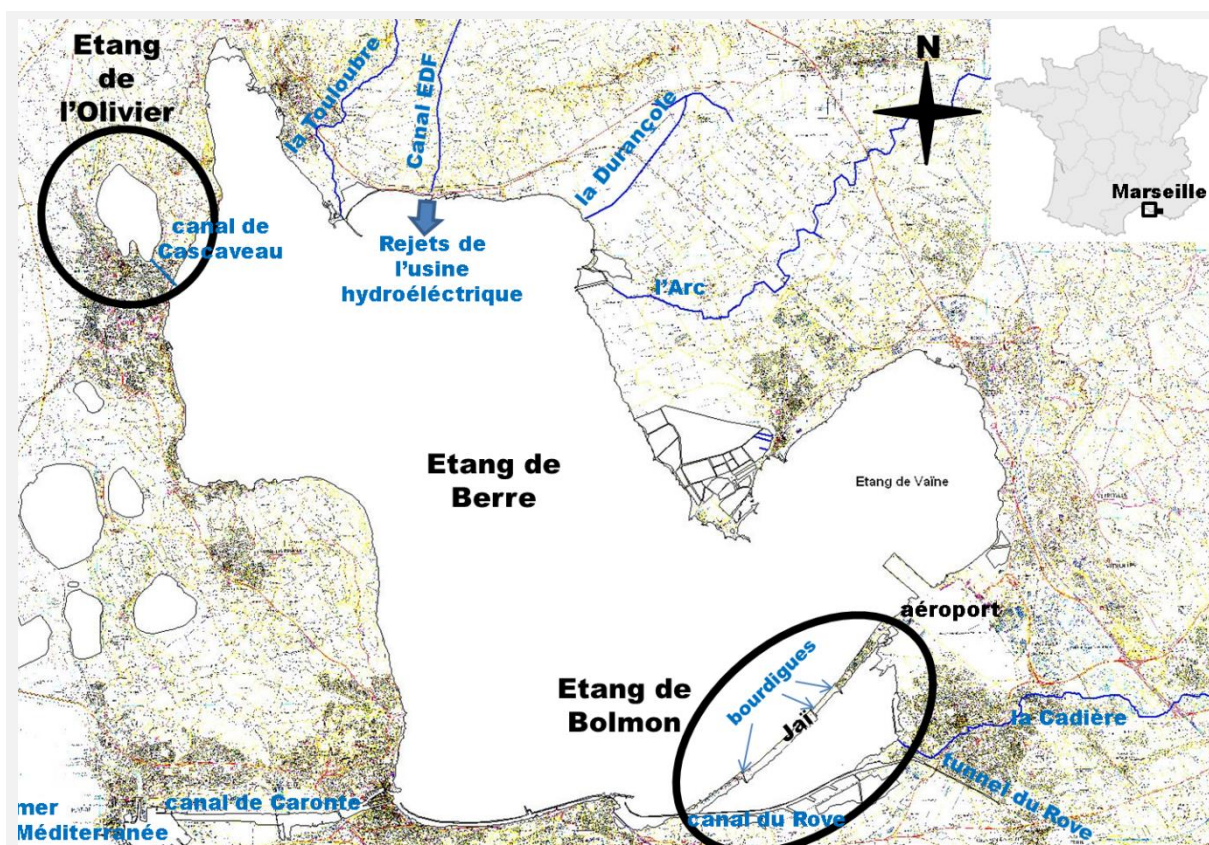 Etang
de
l'Olivier
la Touloubre
Canal EDF
la Durançole
N
Marseille
canal de
Cascaveau
Rejets de
l'usine
hydroéléctrique
l'Arc
Etang de
Berre
Etang de Vaïne
aéroport
Etang de
Bolmon
bourdigues
Jaï
la Cadière
tunnel du Rove
canal du Rove
canal de Caronte
mer
Méditerranée